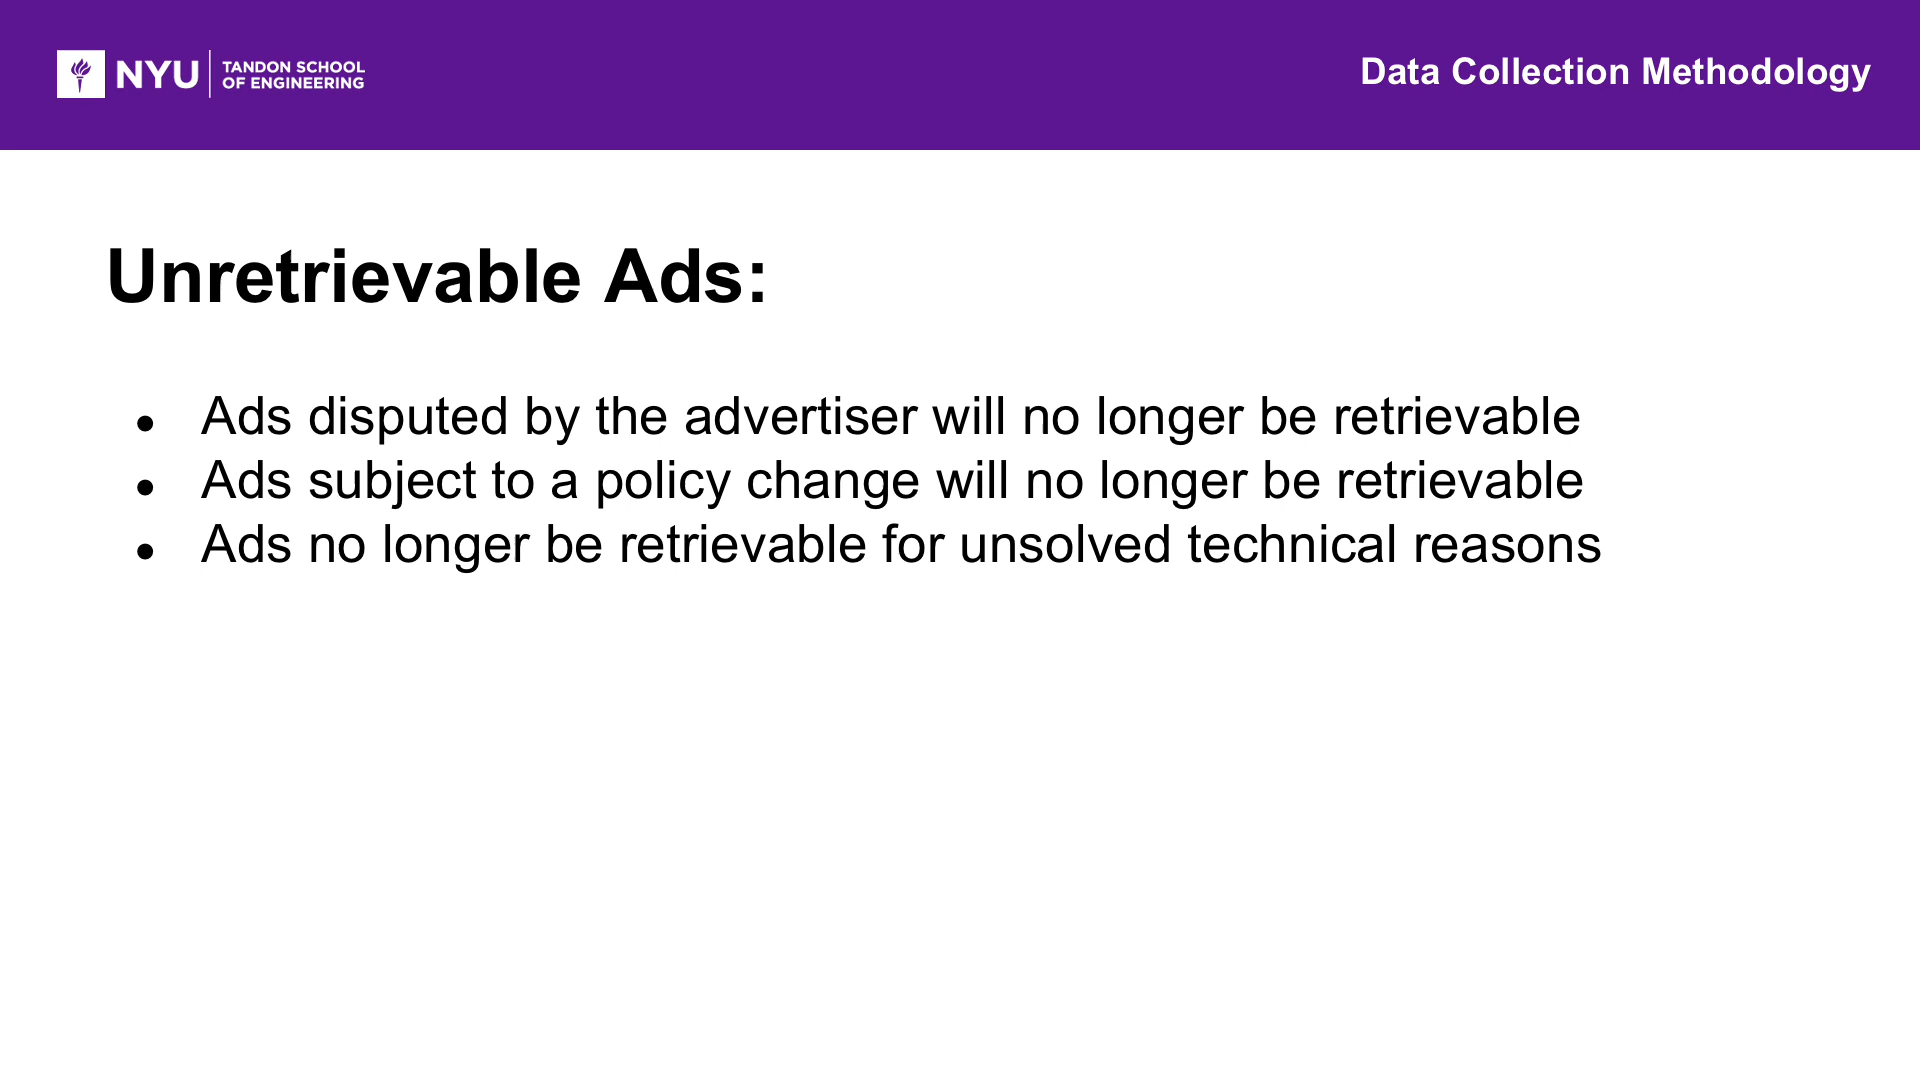 NYU
TANDON SCHOOL
OF ENGINEERING
Data Collection Methodology
Unretrievable Ads:
● Ads disputed by the advertiser will no longer be retrievable
● Ads subject to a policy change will no longer be retrievable
● Ads no longer be retrievable for unsolved technical reasons